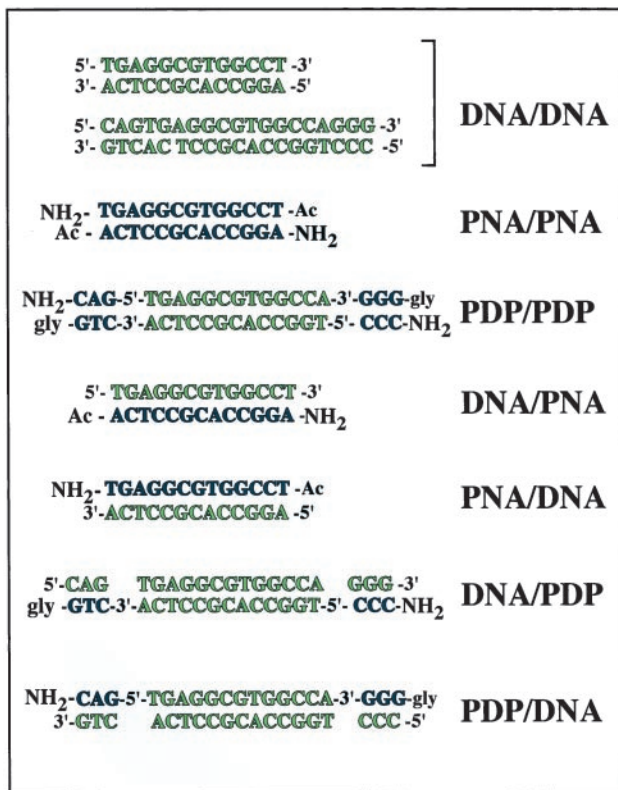 5'- TGAGGCGTGGCCT -3'
3'- ACTCCGCACCGGA -5'
5'- CAGTGAGGCGTGGCCAGGG -3'
3'- GTCAC TCCGCACCGGTCCC -5'
DNA/DNA
NH2- TGAGGCGTGGCCT -Ac
Ac- ACTCCGCACCGGA -NH2
PNA/PNA
NH2-CAG-5'-TGAGGCGTGGCCA-3'-GGG-gly
gly -GTC-3'-ACTCCGCACCGGT-5'- CCC-NH2
PDP/PDP
5'- TGAGGCGTGGCCT -3'
Ac - ACTCCGCACCGGA -NH2
DNA/PNA
NH2- TGAGGCGTGGCCT -Ac
3'-ACTCCGCACCGGA -5'
PNA/DNA
5'-CAG TGAGGCGTGGCCA GGG -3'
gly -GTC-3'-ACTCCGCACCGGT-5'- CCC-NH2
DNA/PDP
NH2-CAG-5'-TGAGGCGTGGCCA-3'-GGG-gly
3'-GTC ACTCCGCACCGGT CCC -5'
PDP/DNA